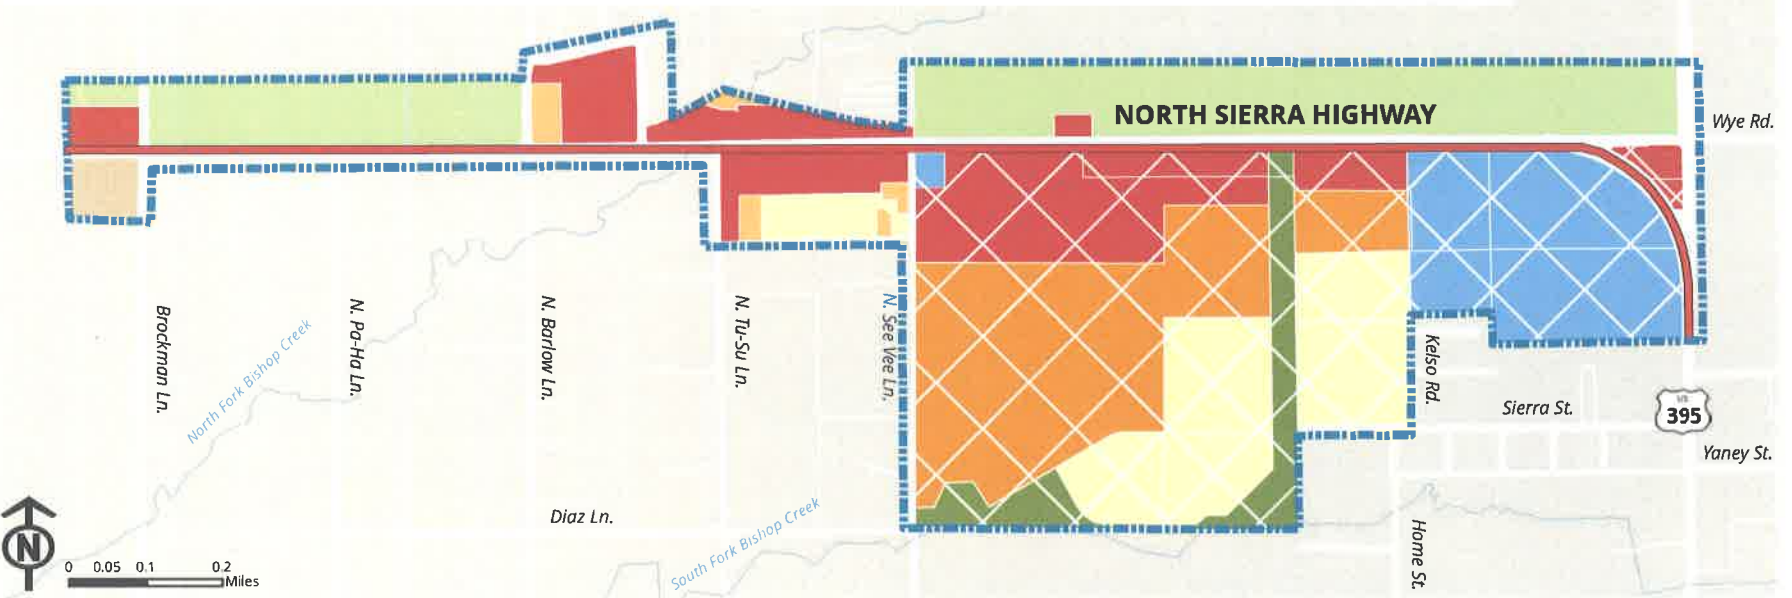 NORTH SIERRA HIGHWAY
Wye Rd.
Brockman Ln.
North Fork Bishop Creek
N. Pa-Ha Ln.
N. Barlow Ln.
N. Tu-Su Ln.
N. See Vee Ln.
Kelso Rd.
Sierra St.
US
395
Yaney St.
Diaz Ln.
South Fork Bishop Creek
Home St.
N
0 0.05 0.1 0.2
Miles